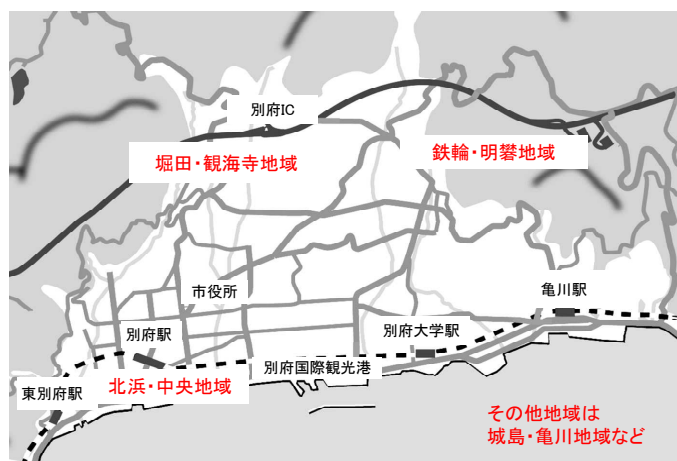 別府IC
堀田・観海寺地域
鉄輪・明礬地域
市役所
亀川駅
別府駅
別府大学駅
東別府駅
北浜・中央地域
別府国際観光港
その他地域は
城島・亀川地域など